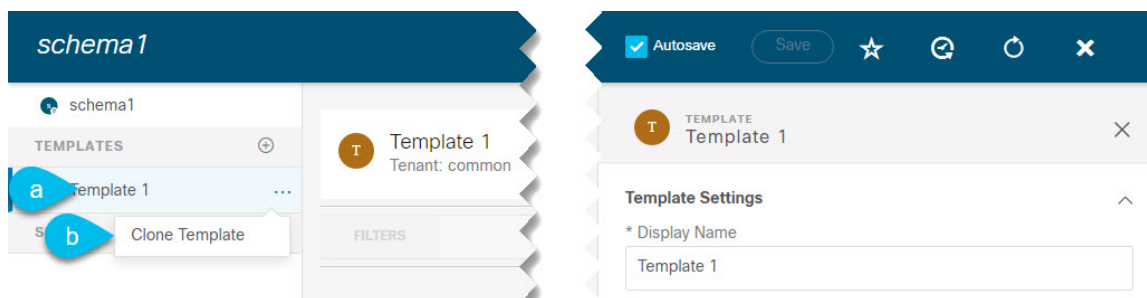 schema1
Autosave
Save
schema1
TEMPLATES
T
Template 1
Tenant: common
T
TEMPLATE
Template 1
a
Template 1
...
b
Clone Template
S
FILTERS
Template Settings
* Display Name
Template 1